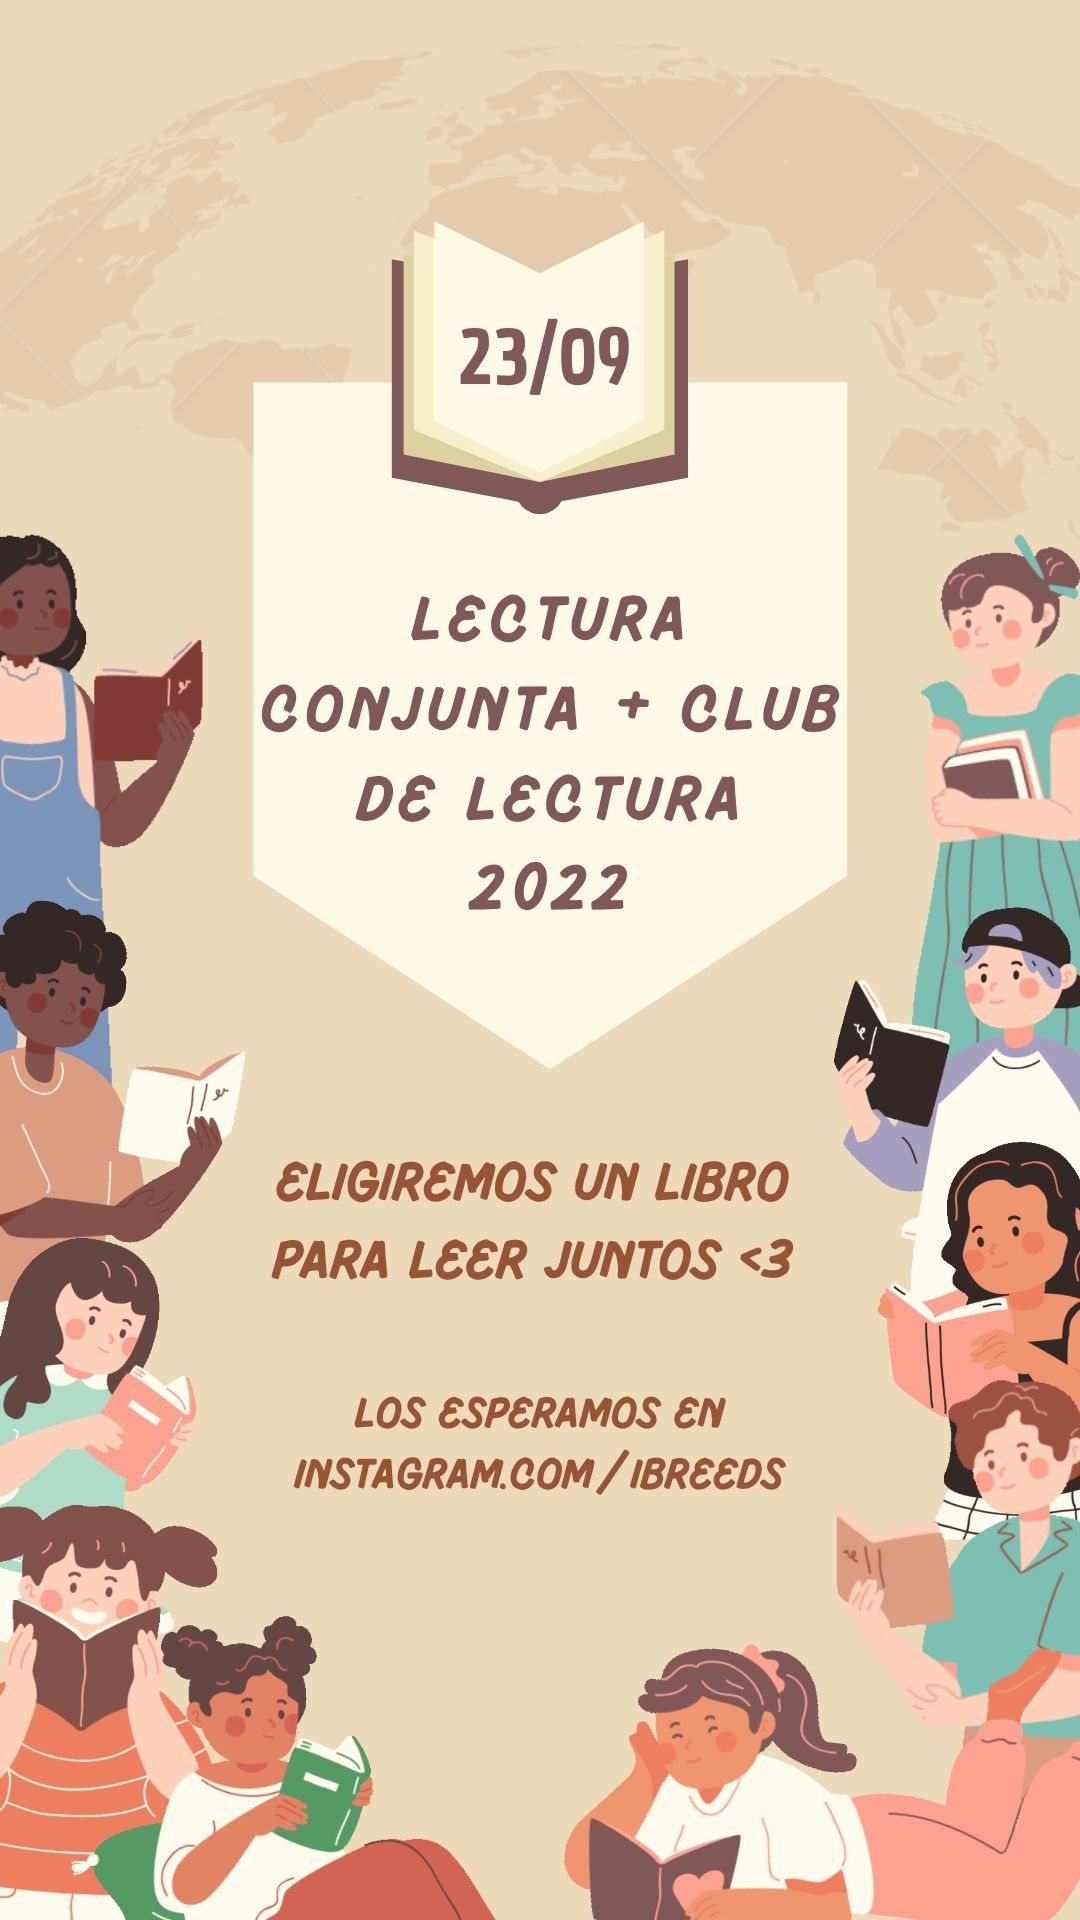 23/09
LECTURA
CONJUNTA + CLUB
DE LECTURA
2022
ELIGIREMOS UN LIBRO
PARA LEER JUNTOS <3
LOS ESPERAMOS EN
INSTAGRAM.COM/IBREEDS